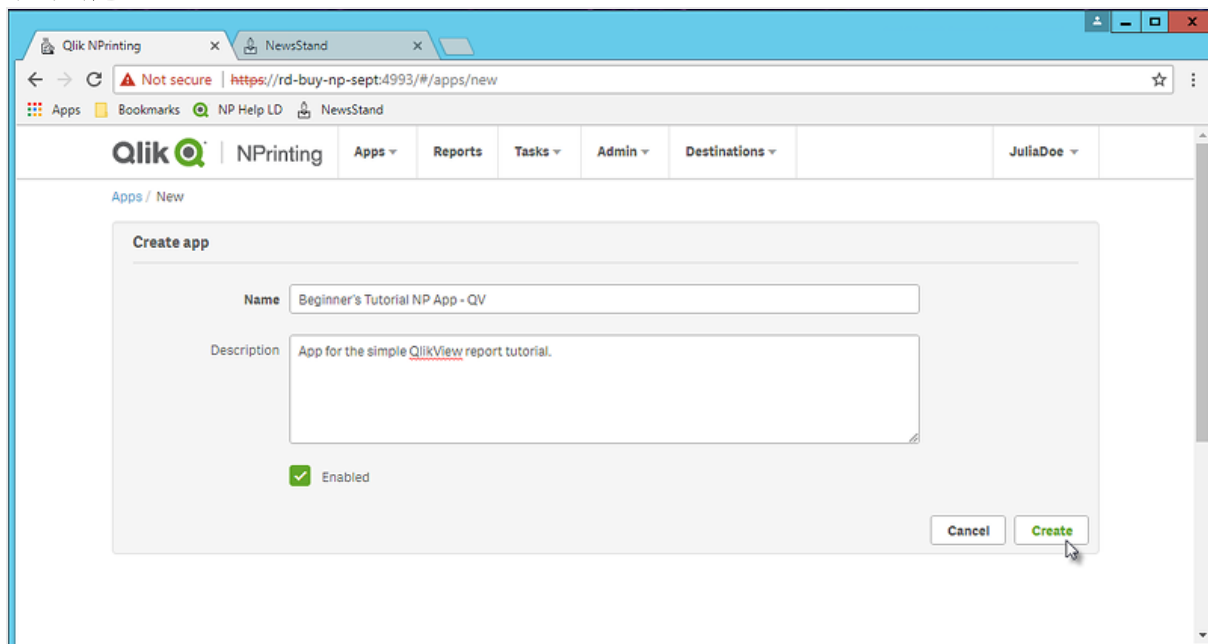 Qlik NPrinting NewsStand
Not secure | https://rd-buy-np-sept:4993/#/apps/new
Apps Bookmarks NP Help LD NewsStand
Qlik NPrinting Apps Reports Tasks Admin Destinations JuliaDoe
Apps / New
Create app
Name Beginner's Tutorial NP App - QV
Description App for the simple QlikView report tutorial.
Enabled
Cancel Create